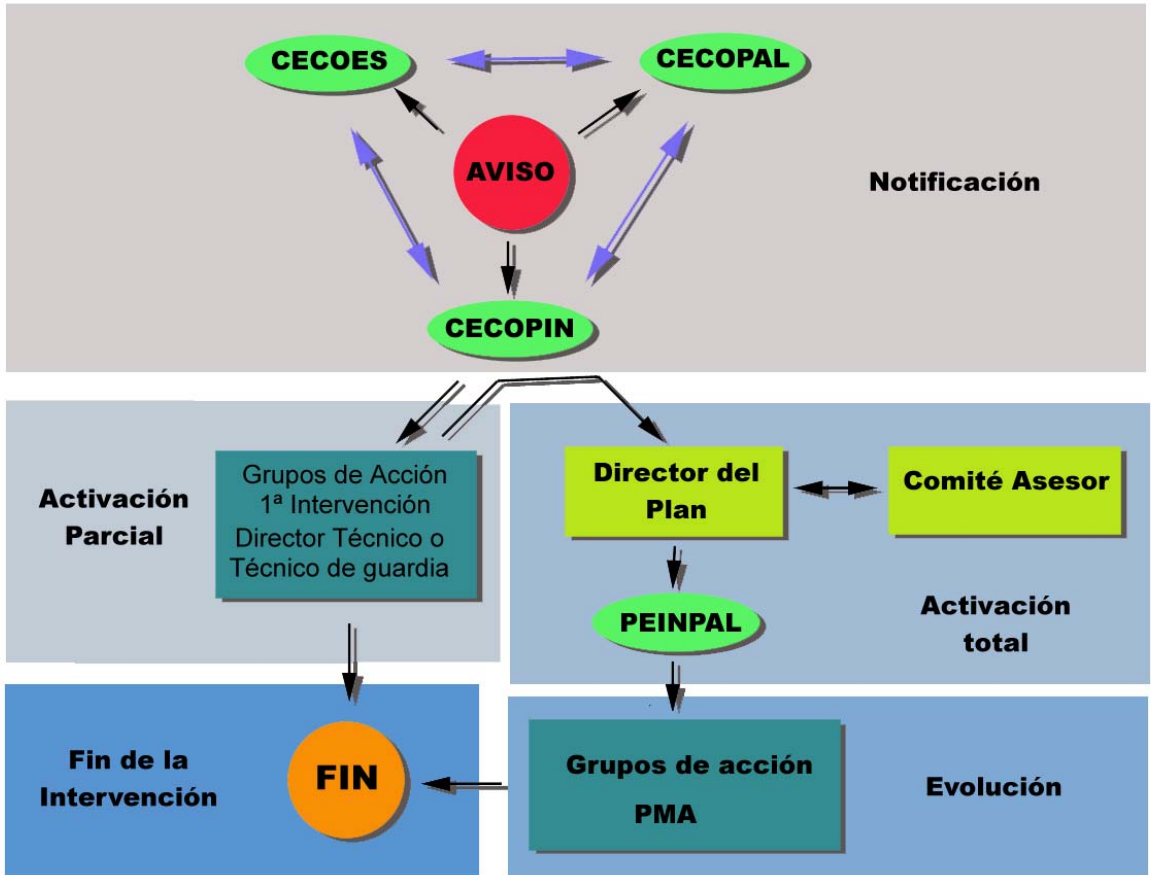 CECOES
CECOPAL
AVISO
Notificación
CECOPIN
Activación
Parcial
Grupos de Acción
1ª Intervención
Director Técnico o
Técnico de guardia
Director del
Plan
Comité Asesor
PEINPAL
Activación
total
Fin de la
Intervención
FIN
Grupos de acción
PMA
Evolución